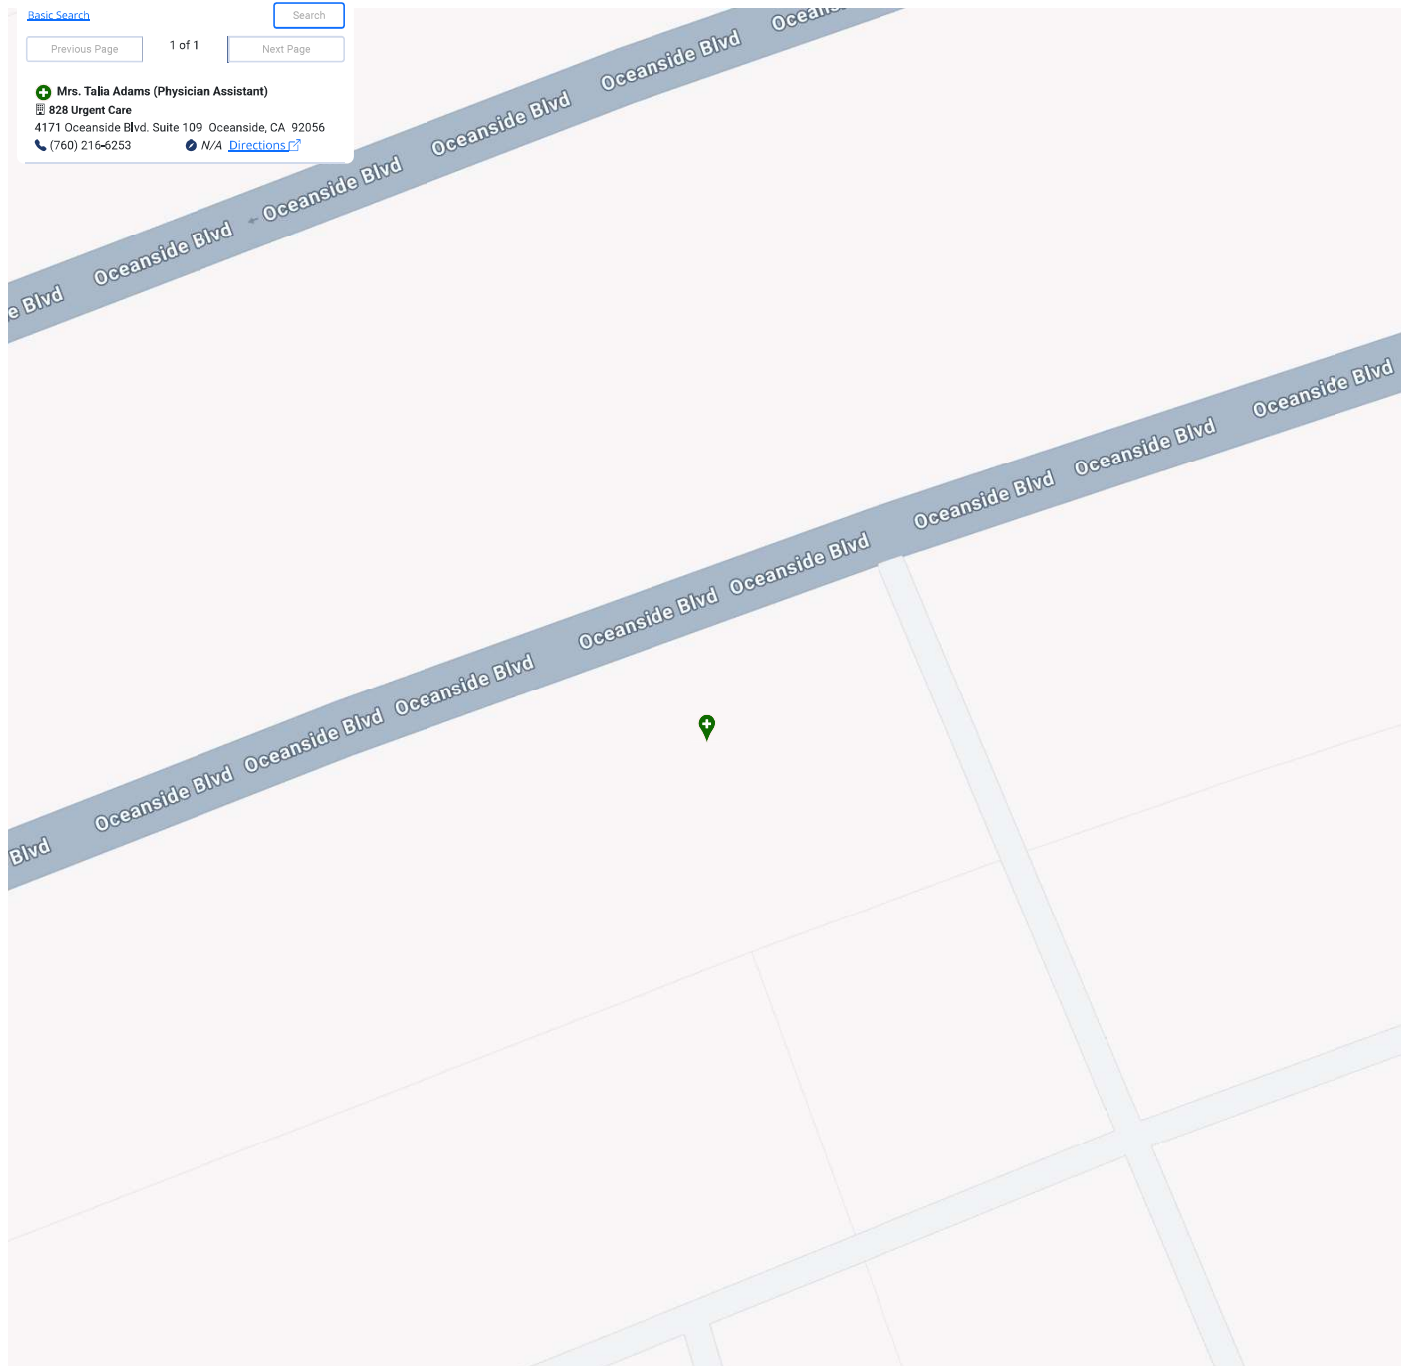 Basic Search
Search
Previous Page
1 of 1
Next Page
Mrs. Talia Adams (Physician Assistant)
828 Urgent Care
4171 Oceanside Blvd. Suite 109 Oceanside, CA 92056
(760) 216-6253
N/A Directions
Oceans
Oceanside Blvd
Oceanside Blvd
Oceanside Blvd
Oceanside Blvd
e Blvd
Oceanside Blvd
Oceanside Blvd
Oceanside Blvd
Oceanside Blvd
Oceanside Blvd
Oceanside Blvd
Oceanside Blvd
Oceanside Blvd
Blvd